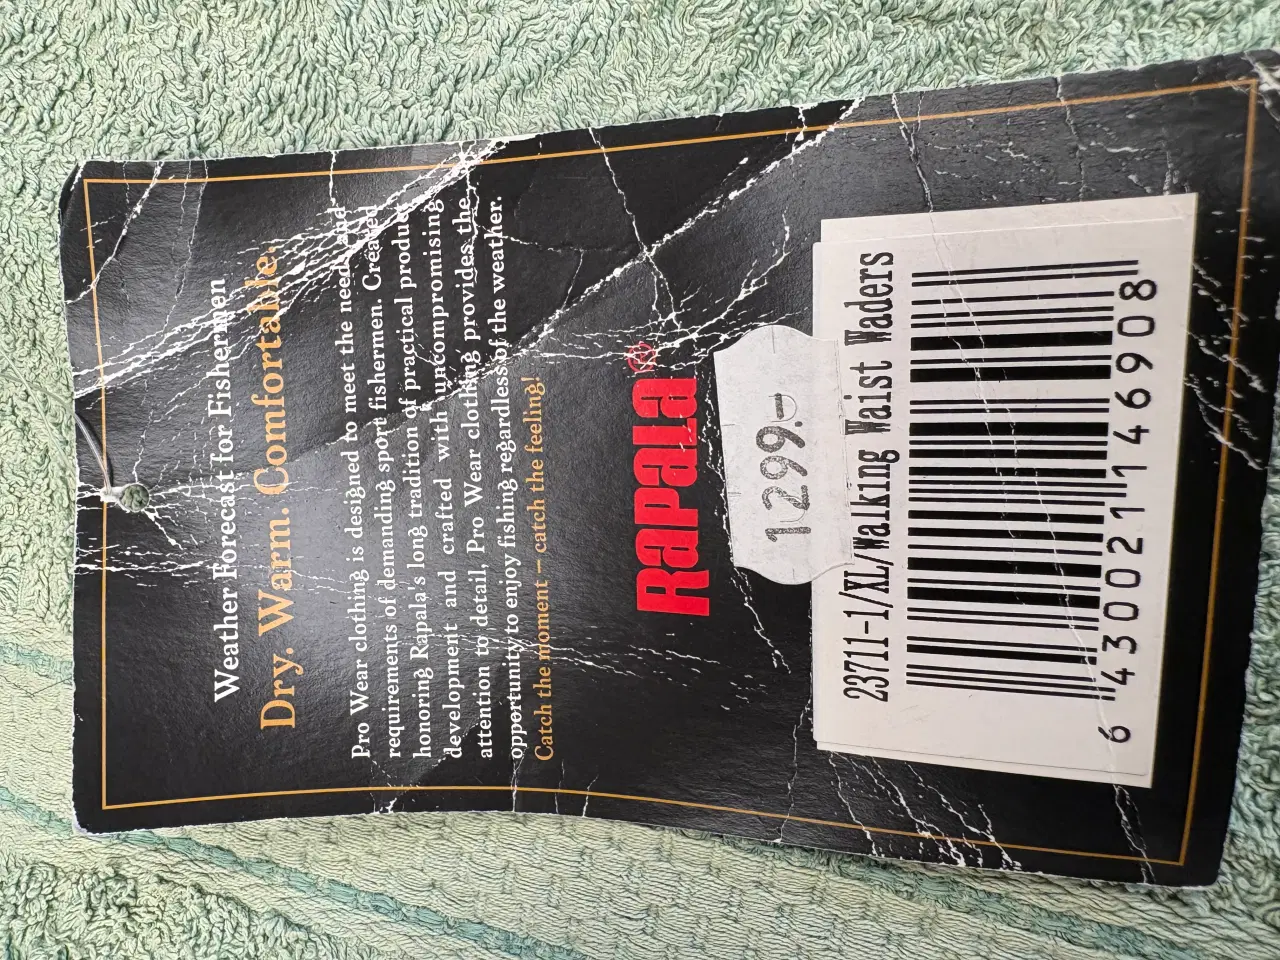 Weather Forecast for Fishermen
Dry. Warm. Comfortable.
Pro Wear clothing is designed to meet the needs and
requirements of demanding sport fishermen. Created
honoring Rapala's long tradition of practical product
development and crafted with uncompromising
attention to detail, Pro Wear clothing provides the
opportunity to enjoy fishing regardless of the weather.
Catch the moment – catch the feeling!
Rapala®
1299.-
23711-1/XL/Walking Waist Waders
6 430021 146908